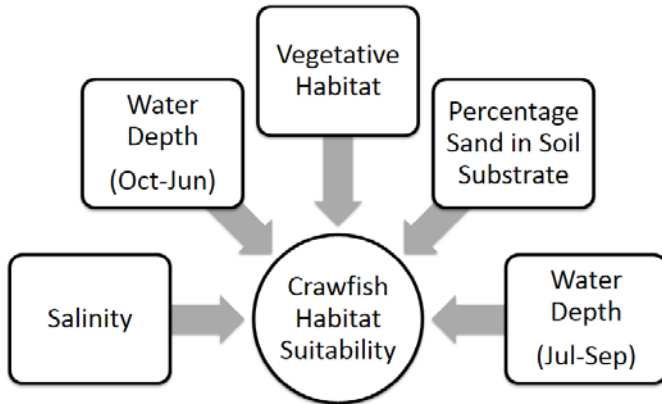 Vegetative
Habitat
Water
Depth
(Oct-Jun)
Percentage
Sand in Soil
Substrate
Salinity
Crawfish
Habitat
Suitability
Water
Depth
(Jul-Sep)